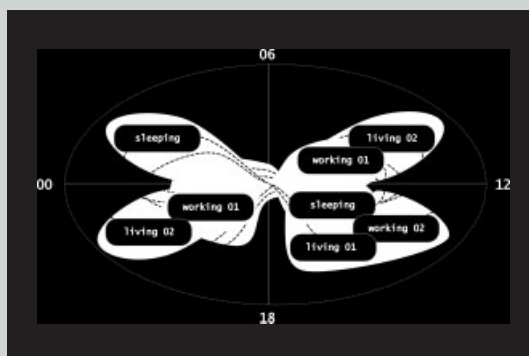 06
sleeping
living 02
working 01
00
12
sleeping
working 01
living 02
working 02
living 01
18